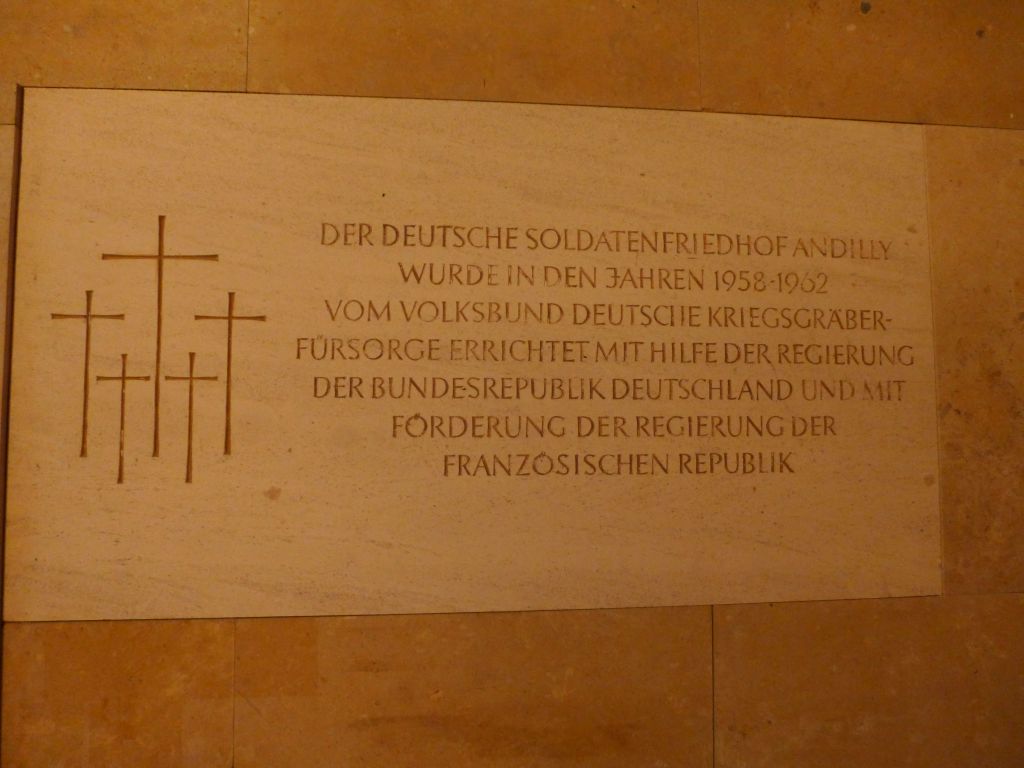 DER DEUTSCHE SOLDATENFRIEDHOF ANDILLY
WURDE IN DEN JAHREN 1958-1962
VOM VOLKSBUND DEUTSCHE KRIEGSGRÄBER-
FÜRSORGE ERRICHTET. MIT HILFE DER REGIERUNG
DER BUNDESREPUBLIK DEUTSCHLAND UND MIT
FÖRDERUNG DER REGIERUNG DER
FRANZÖSISCHEN REPUBLIK